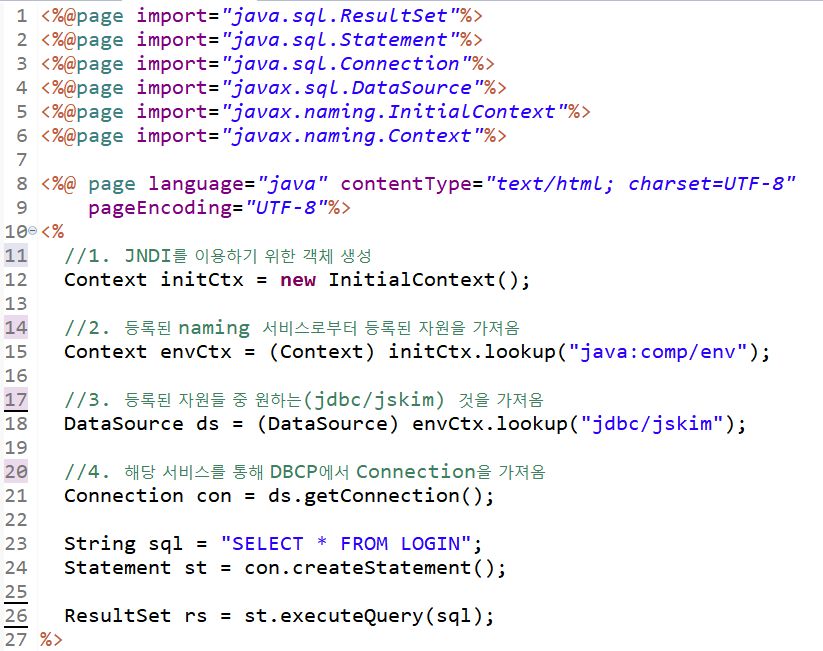 1 <%@page import="java.sql.ResultSet"%>
2 <%@page import="java.sql.Statement"%>
3 <%@page import="java.sql.Connection"%>
4 <%@page import="javax.sql.DataSource"%>
5 <%@page import="javax.naming.InitialContext"%>
6 <%@page import="javax.naming.Context"%>
7
8 <%@ page language="java" contentType="text/html; charset=UTF-8"
9     pageEncoding="UTF-8"%>
10 <%
11   //1. JNDI를 이용하기 위한 객체 생성
12   Context initCtx = new InitialContext();
13
14   //2. 등록된 naming 서비스로부터 등록된 자원을 가져옴
15   Context envCtx = (Context) initCtx.lookup("java:comp/env");
16
17   //3. 등록된 자원들 중 원하는(jdbc/jskim) 것을 가져옴
18   DataSource ds = (DataSource) envCtx.lookup("jdbc/jskim");
19
20   //4. 해당 서비스를 통해 DBCP에서 Connection을 가져옴
21   Connection con = ds.getConnection();
22
23   String sql = "SELECT * FROM LOGIN";
24   Statement st = con.createStatement();
25
26   ResultSet rs = st.executeQuery(sql);
27 %>